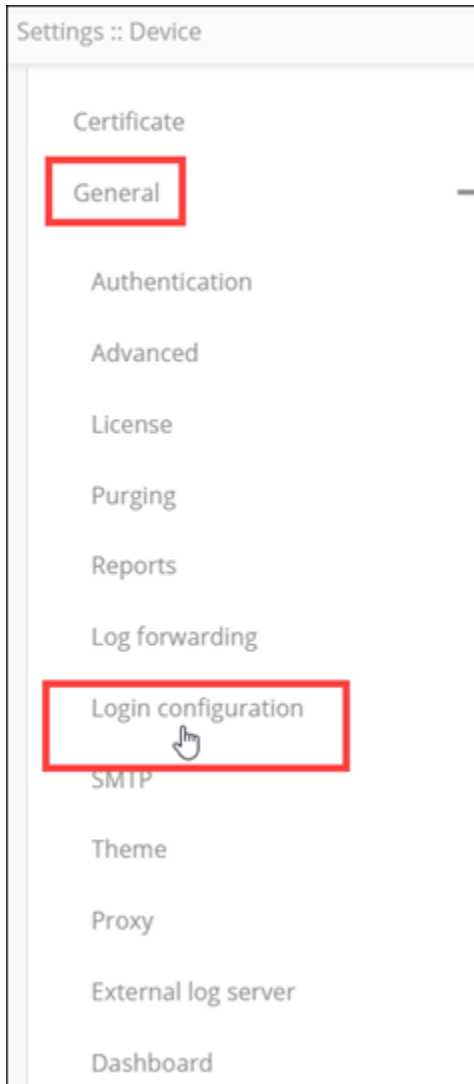 Settings :: Device
Certificate
General
Authentication
Advanced
License
Purging
Reports
Log forwarding
Login configuration
SMTP
Theme
Proxy
External log server
Dashboard